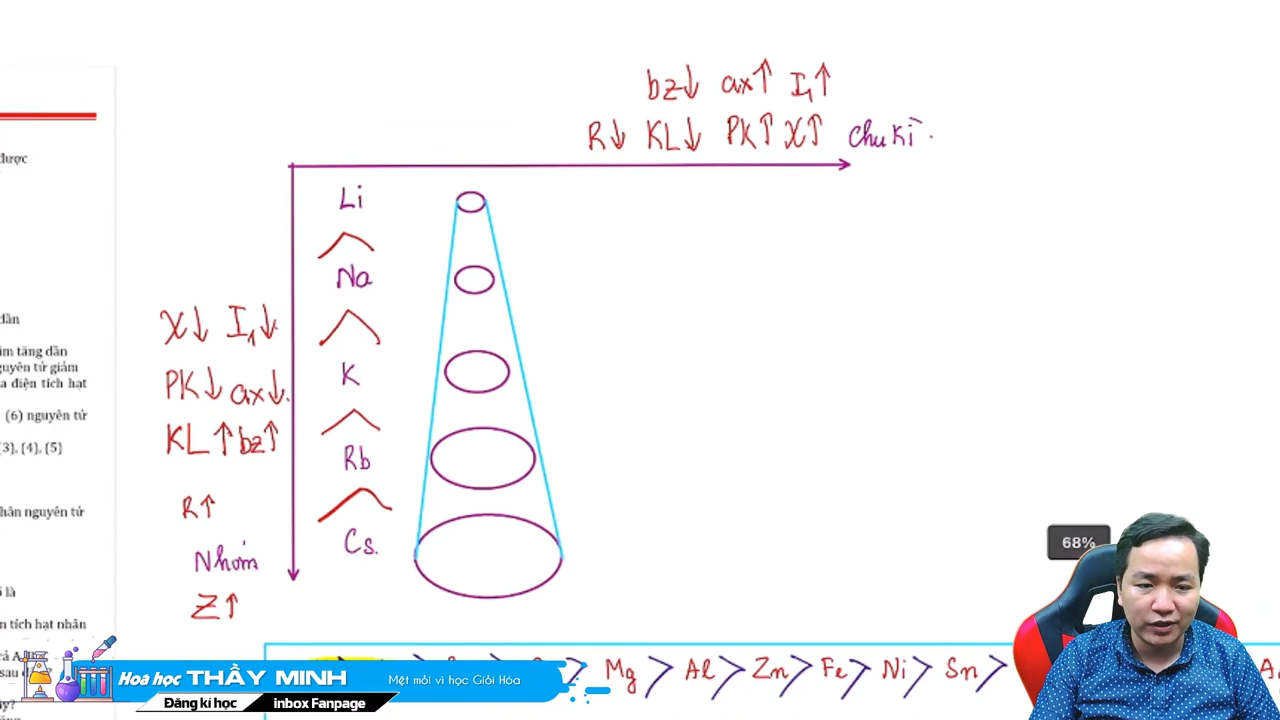 bz↓ ax↑ I₁↑
R↓ KL↓ PK↑ X↑ chu kì
Li
Na
K
Rb
Cs.
X↓ I₁↓
PK↓ ax↓
KL↑ bz↑
R↑
Nhóm
Z↑
được
dần
im tăng dần
guyên tử giảm
a điện tích hạt
(6) nguyên tử
(3), (4), (5)
hân nguyên tử
là
n tích hạt nhân
sau
68%
> > > Mg > Al > Zn > Fe > Ni > Sn >
Hoá học THẦY MINH
Mệt mỏi vì học Giỏi Hóa
Đăng kí học inbox Fanpage